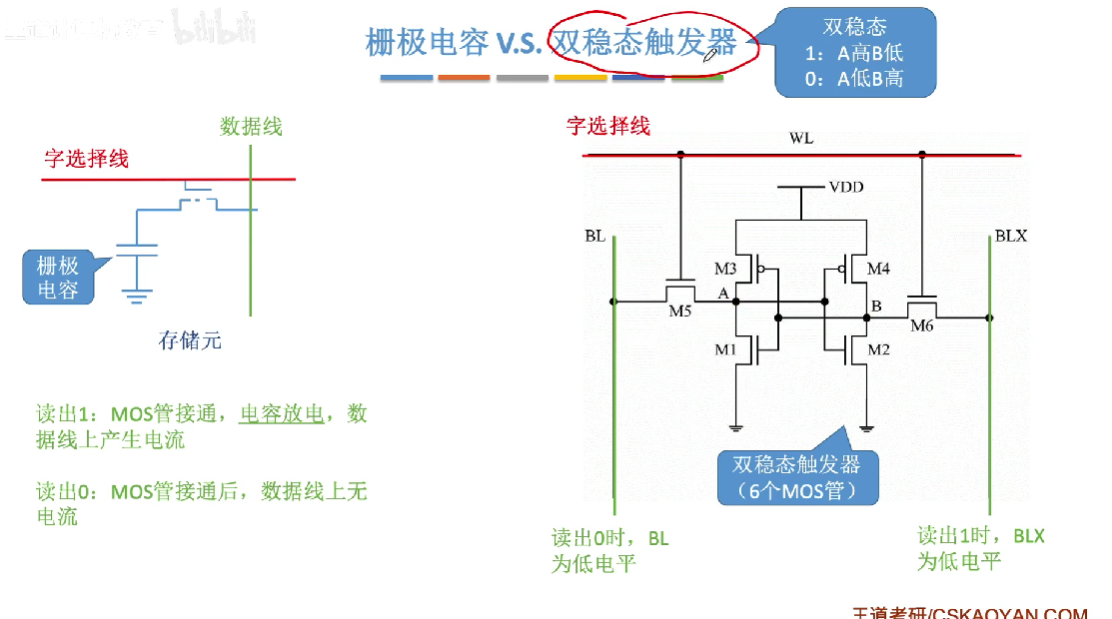 bilibili
栅极电容 V.S. 双稳态触发器
双稳态
1：A高B低
0：A低B高
数据线
字选择线
栅极
电容
存储元
读出1：MOS管接通，电容放电，数
据线上产生电流
读出0：MOS管接通后，数据线上无
电流
字选择线
WL
VDD
BL
BLX
M3
M4
A
B
M5
M6
M1
M2
双稳态触发器
（6个MOS管）
读出0时，BL
为低电平
读出1时，BLX
为低电平
王道考研/CSKAOYAN.COM